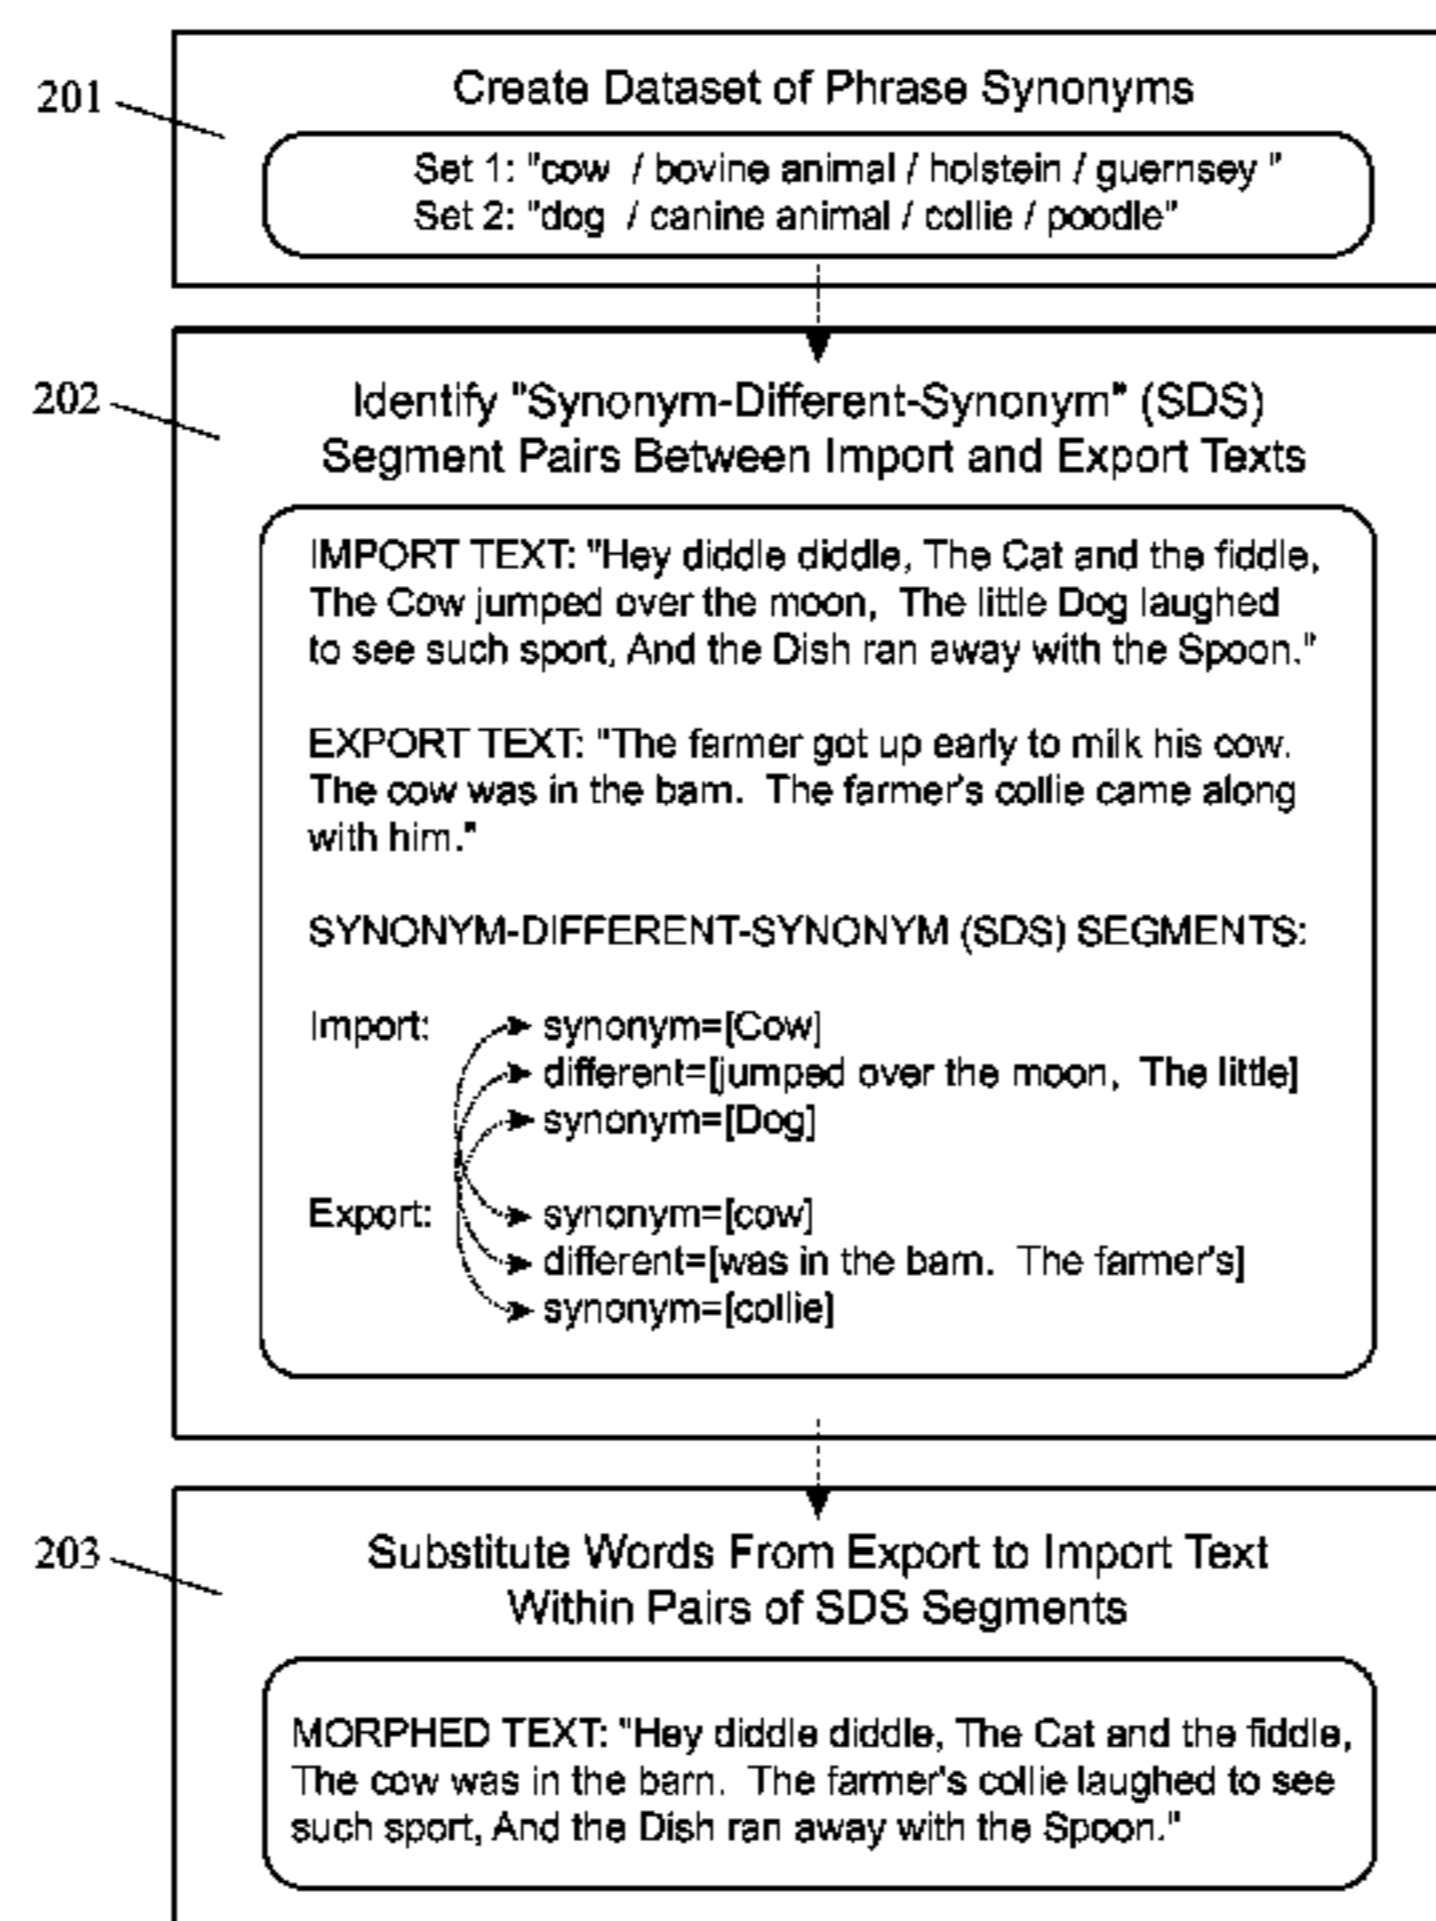 201
Create Dataset of Phrase Synonyms
Set 1: "cow / bovine animal / holstein / guernsey "
Set 2: "dog / canine animal / collie / poodle"
202
Identify "Synonym-Different-Synonym" (SDS)
Segment Pairs Between Import and Export Texts
IMPORT TEXT: "Hey diddle diddle, The Cat and the fiddle,
The Cow jumped over the moon, The little Dog laughed
to see such sport, And the Dish ran away with the Spoon."
EXPORT TEXT: "The farmer got up early to milk his cow.
The cow was in the barn. The farmer's collie came along
with him."
SYNONYM-DIFFERENT-SYNONYM (SDS) SEGMENTS:
Import:
synonym=[Cow]
different=[jumped over the moon, The little]
synonym=[Dog]
Export:
synonym=[cow]
different=[was in the barn. The farmer's]
synonym=[collie]
203
Substitute Words From Export to Import Text
Within Pairs of SDS Segments
MORPHED TEXT: "Hey diddle diddle, The Cat and the fiddle,
The cow was in the barn. The farmer's collie laughed to see
such sport, And the Dish ran away with the Spoon."